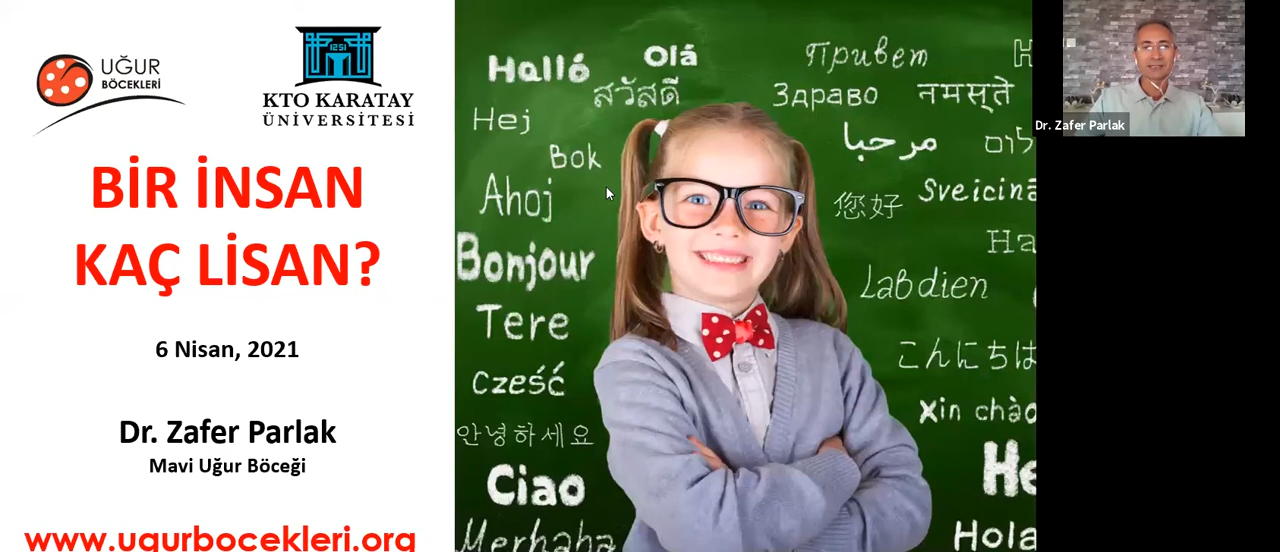 UĞUR
BÖCEKLERİ
1251
KTO KARATAY
ÜNİVERSİTESİ
BİR İNSAN
KAÇ LİSAN?
6 Nisan, 2021
Dr. Zafer Parlak
Mavi Uğur Böceği
www.ugurbocekleri.org
Halló
Olá
Привет
H
สวัสดี
Здраво
नमस्ते
Hej
مرحبا
Bok
Ahoj
您好
Sveicinā
Ha
Bonjour
Labdien
Tere
こんにちは
Cześć
Xin chào
안녕하세요
He
Ciao
Merhaba
Hola
Dr. Zafer Parlak